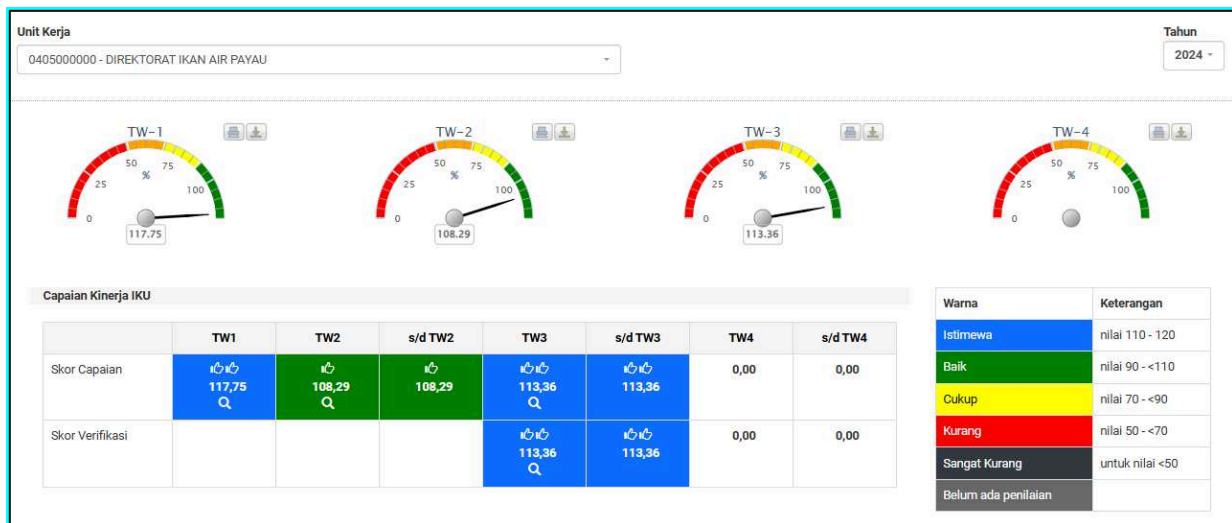 Unit Kerja
Tahun
0405000000 - DIREKTORAT IKAN AIR PAYAU
2024
TW-1
0
25
50
75
100
%
117.75
TW-2
0
25
50
75
100
%
108.29
TW-3
0
25
50
75
100
%
113.36
TW-4
0
25
50
75
100
%
Capaian Kinerja IKU
TW1 TW2 s/d TW2 TW3 s/d TW3 TW4 s/d TW4
Skor Capaian 117,75 108,29 108,29 113,36 113,36 0,00 0,00
Skor Verifikasi 113,36 113,36 0,00 0,00
Warna Keterangan
Istimewa nilai 110 - 120
Baik nilai 90 - <110
Cukup nilai 70 - <90
Kurang nilai 50 - <70
Sangat Kurang untuk nilai <50
Belum ada penilaian